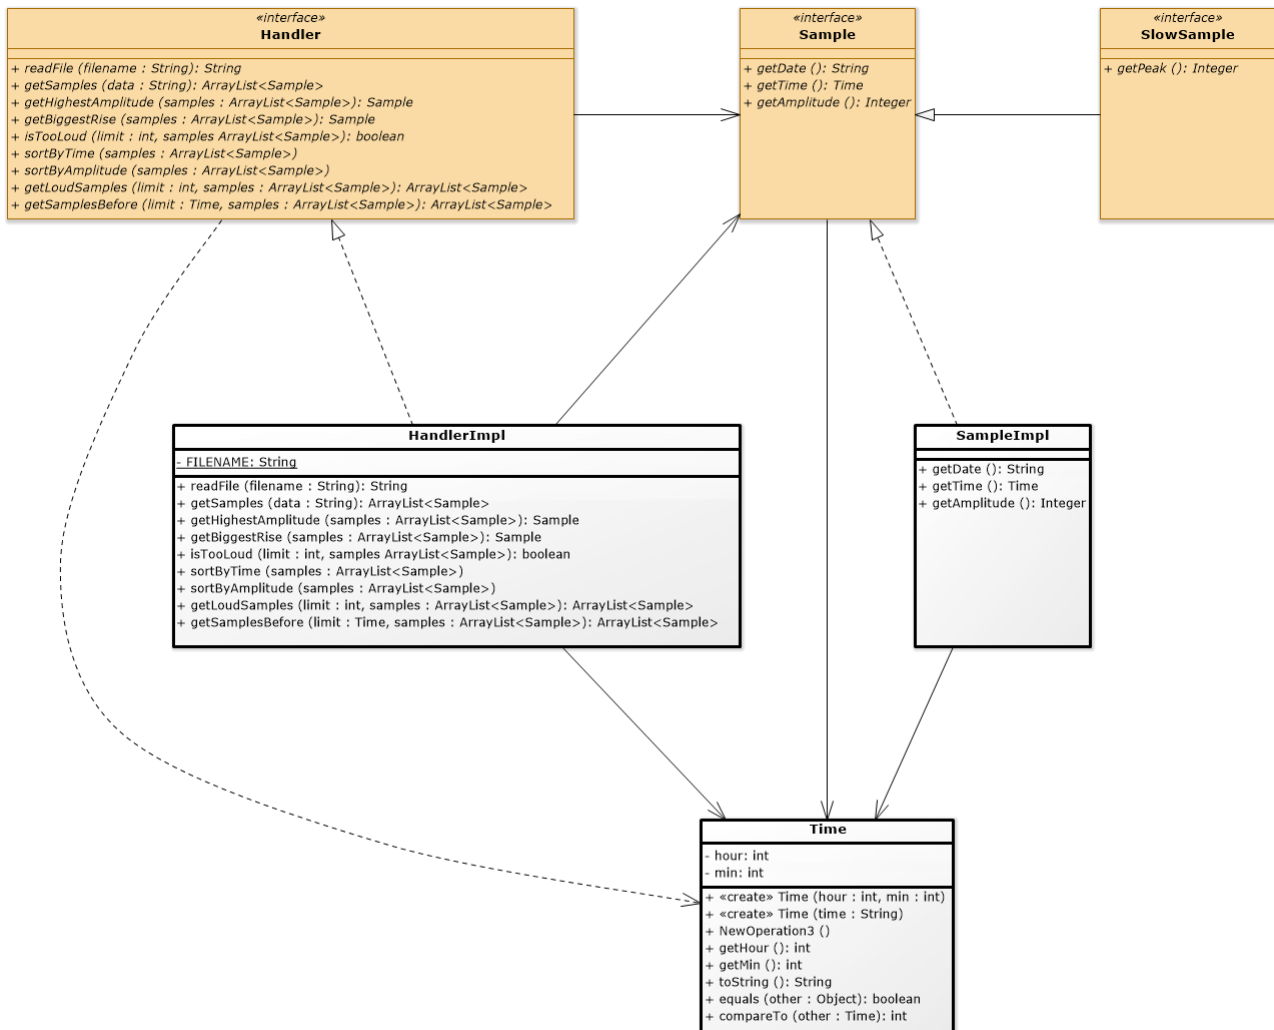 «interface»
Handler
+ readFile (filename : String): String
+ getSamples (data : String): ArrayList<Sample>
+ getHighestAmplitude (samples : ArrayList<Sample>): Sample
+ getBiggestRise (samples : ArrayList<Sample>): Sample
+ isTooLoud (limit : int, samples ArrayList<Sample>): boolean
+ sortByTime (samples : ArrayList<Sample>)
+ sortByAmplitude (samples : ArrayList<Sample>)
+ getLoudSamples (limit : int, samples : ArrayList<Sample>): ArrayList<Sample>
+ getSamplesBefore (limit : Time, samples : ArrayList<Sample>): ArrayList<Sample>
«interface»
Sample
+ getDate (): String
+ getTime (): Time
+ getAmplitude (): Integer
«interface»
SlowSample
+ getPeak (): Integer
HandlerImpl
- FILENAME: String
+ readFile (filename : String): String
+ getSamples (data : String): ArrayList<Sample>
+ getHighestAmplitude (samples : ArrayList<Sample>): Sample
+ getBiggestRise (samples : ArrayList<Sample>): Sample
+ isTooLoud (limit : int, samples ArrayList<Sample>): boolean
+ sortByTime (samples : ArrayList<Sample>)
+ sortByAmplitude (samples : ArrayList<Sample>)
+ getLoudSamples (limit : int, samples : ArrayList<Sample>): ArrayList<Sample>
+ getSamplesBefore (limit : Time, samples : ArrayList<Sample>): ArrayList<Sample>
SampleImpl
+ getDate (): String
+ getTime (): Time
+ getAmplitude (): Integer
Time
- hour: int
- min: int
+ «create» Time (hour : int, min : int)
+ «create» Time (time : String)
+ NewOperation3 ()
+ getHour (): int
+ getMin (): int
+ toString (): String
+ equals (other : Object): boolean
+ compareTo (other : Time): int